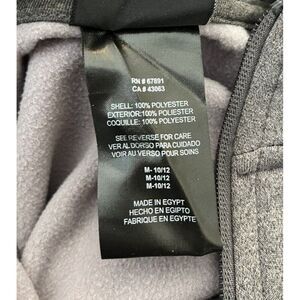 RN # 67891
CA # 43063
SHELL: 100% POLYESTER
EXTERIOR:100% POLIESTER
COQUILLE: 100% POLYESTER
SEE REVERSE FOR CARE
VER AL DORSO PARA CUIDADO
VOIR AU VERSO POUR SOINS
M- 10/12
M-10/12
M-10/12
MADE IN EGYPT
HECHO EN EGIPTO
FABRIQUE EN EGYPTE